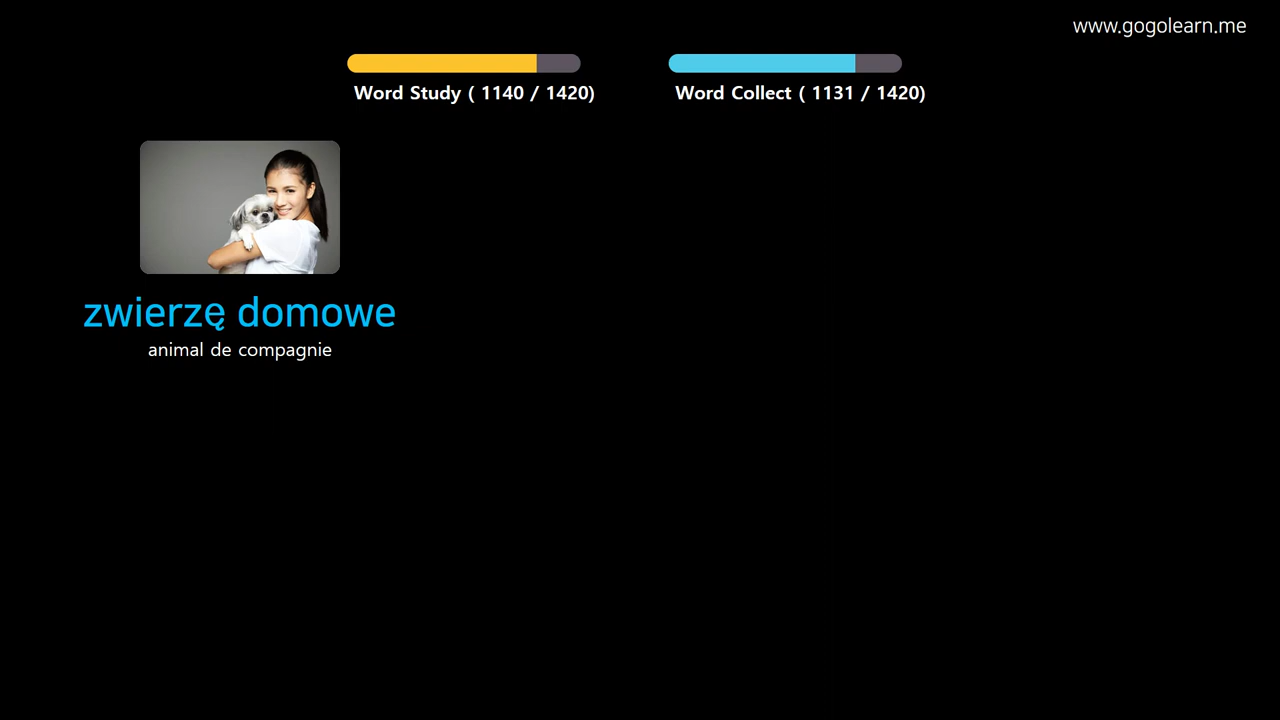 www.gogolearn.me
Word Study ( 1140 / 1420)
Word Collect ( 1131 / 1420)
zwierzę domowe
animal de compagnie